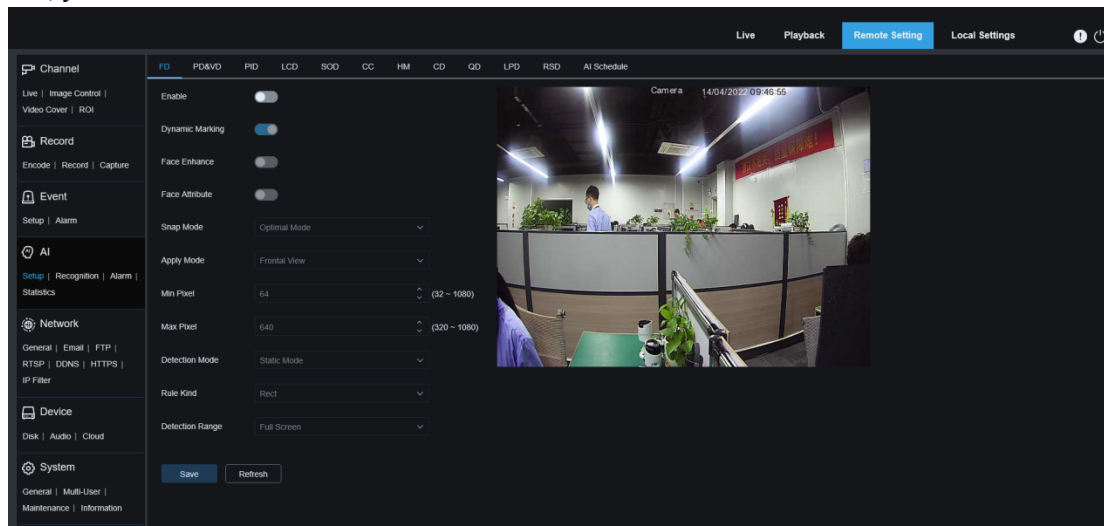 Live Playback Remote Setting Local Settings
Channel
Live | Image Control |
Video Cover | ROI
Record
Encode | Record | Capture
Event
Setup | Alarm
AI
Setup | Recognition | Alarm |
Statistics
Network
General | Email | FTP |
RTSP | DDNS | HTTPS |
IP Filter
Device
Disk | Audio | Cloud
System
General | Multi-User |
Maintenance | Information
FD PD&VD PID LCD SOD CC HM CD QD LPD RSD AI Schedule
Enable
Dynamic Marking
Face Enhance
Face Attribute
Snap Mode Optimal Mode
Apply Mode Frontal View
Min Pixel 64 (32 ~ 1080)
Max Pixel 640 (320 ~ 1080)
Detection Mode Static Mode
Rule Kind Rect
Detection Range Full Screen
Save Refresh
Camera 14/04/2022 09:46:55